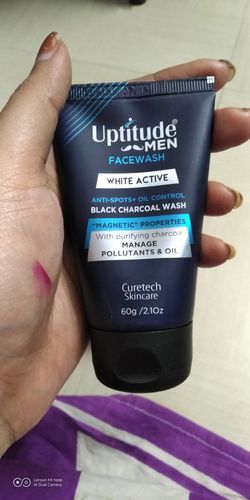 Uptitude®
MEN
FACEWASH
WHITE ACTIVE
ANTI-SPOTS+ OIL CONTROL
BLACK CHARCOAL WASH
"MAGNETIC" PROPERTIES
With purifying charcoal
MANAGE
POLLUTANTS & OIL
Curetech
Skincare
60g /2.1Oz
Lenovo K8 Note
AI Dual Camera